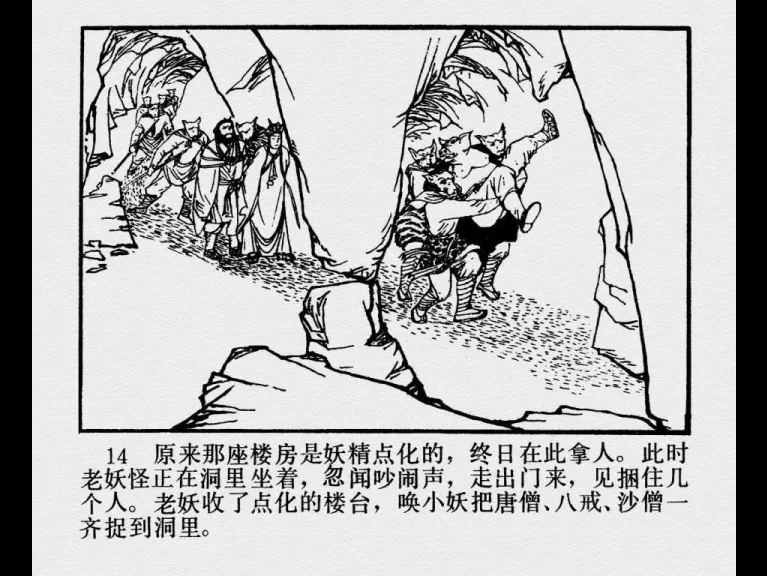 14 原来那座楼房是妖精点化的，终日在此拿人。此时
老妖怪正在洞里坐着，忽闻吵闹声，走出门来，见捆住几
个人。老妖收了点化的楼台，唤小妖把唐僧、八戒、沙僧一
齐捉到洞里。